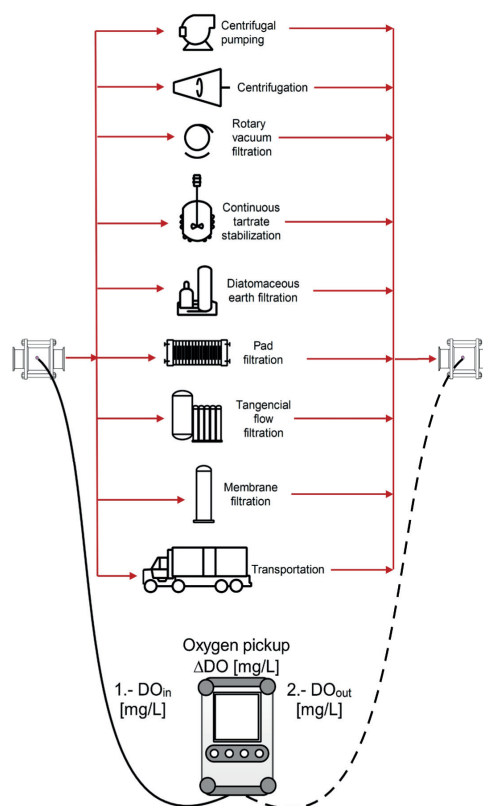 Centrifugal
pumping
Centrifugation
Rotary
vacuum
filtration
Continuous
tartrate
stabilization
Diatomaceous
earth filtration
Pad
filtration
Tangencial
flow
filtration
Membrane
filtration
Transportation
Oxygen pickup
ΔDO [mg/L]
1.- DOin
[mg/L]
2.- DOout
[mg/L]